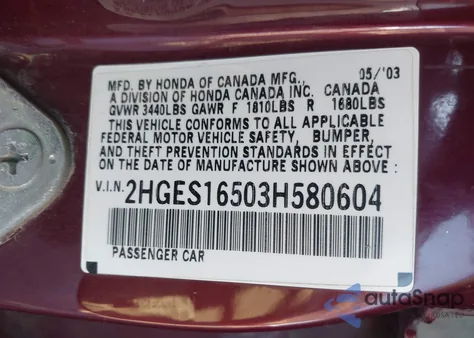 MFD. BY HONDA OF CANADA MFG., 05/'03
A DIVISION OF HONDA CANADA INC. CANADA
GVWR 3440LBS GAWR F 1810LBS R 1680LBS
THIS VEHICLE CONFORMS TO ALL APPLICABLE
FEDERAL MOTOR VEHICLE SAFETY, BUMPER,
AND THEFT PREVENTION STANDARDS IN EFFECT
ON THE DATE OF MANUFACTURE SHOWN ABOVE :
V.I.N. 2HGES16503H580604
PASSENGER CAR
autoSnap